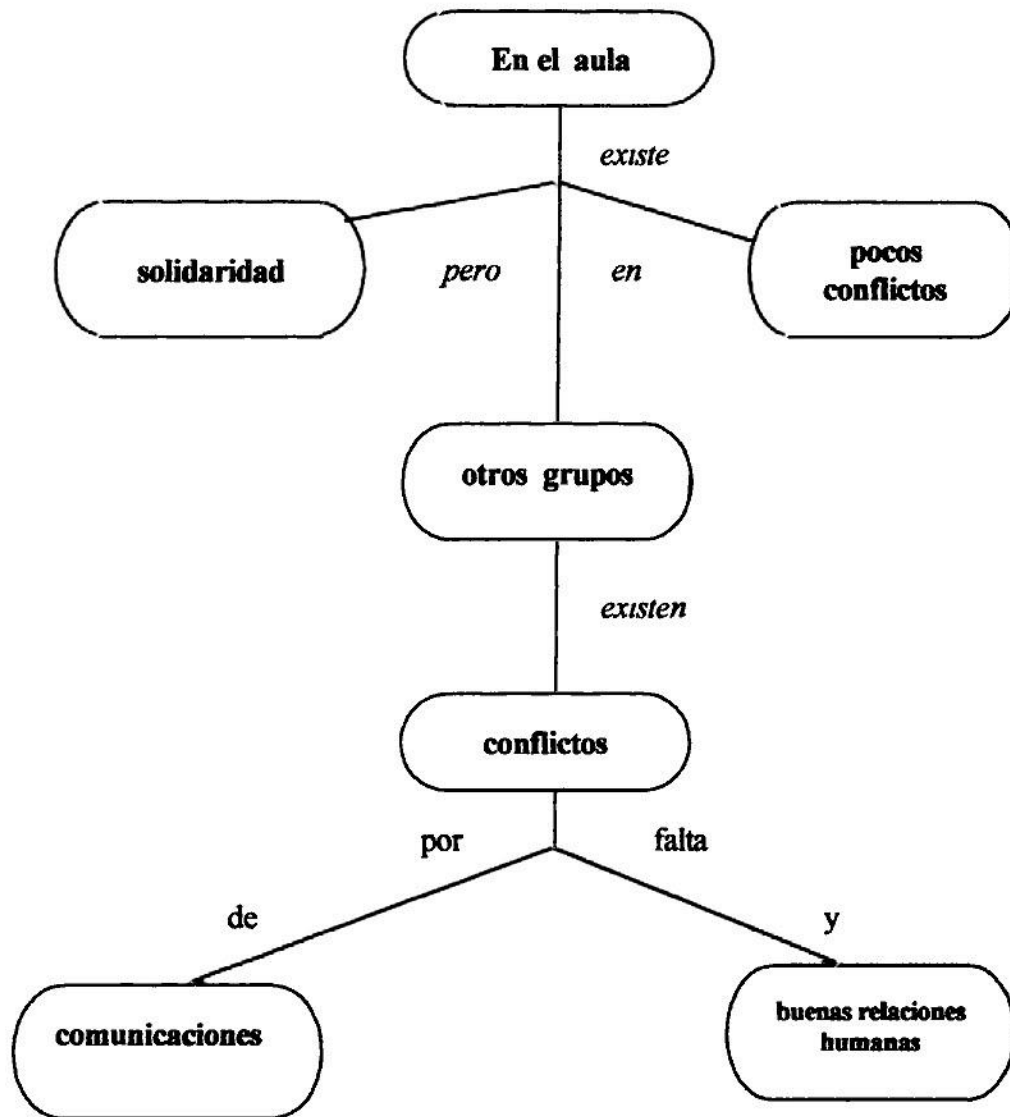 En el aula
existe
solidaridad
pero en
pocos
conflictos
otros grupos
existen
conflictos
por falta
de y
comunicaciones
buenas relaciones
humanas